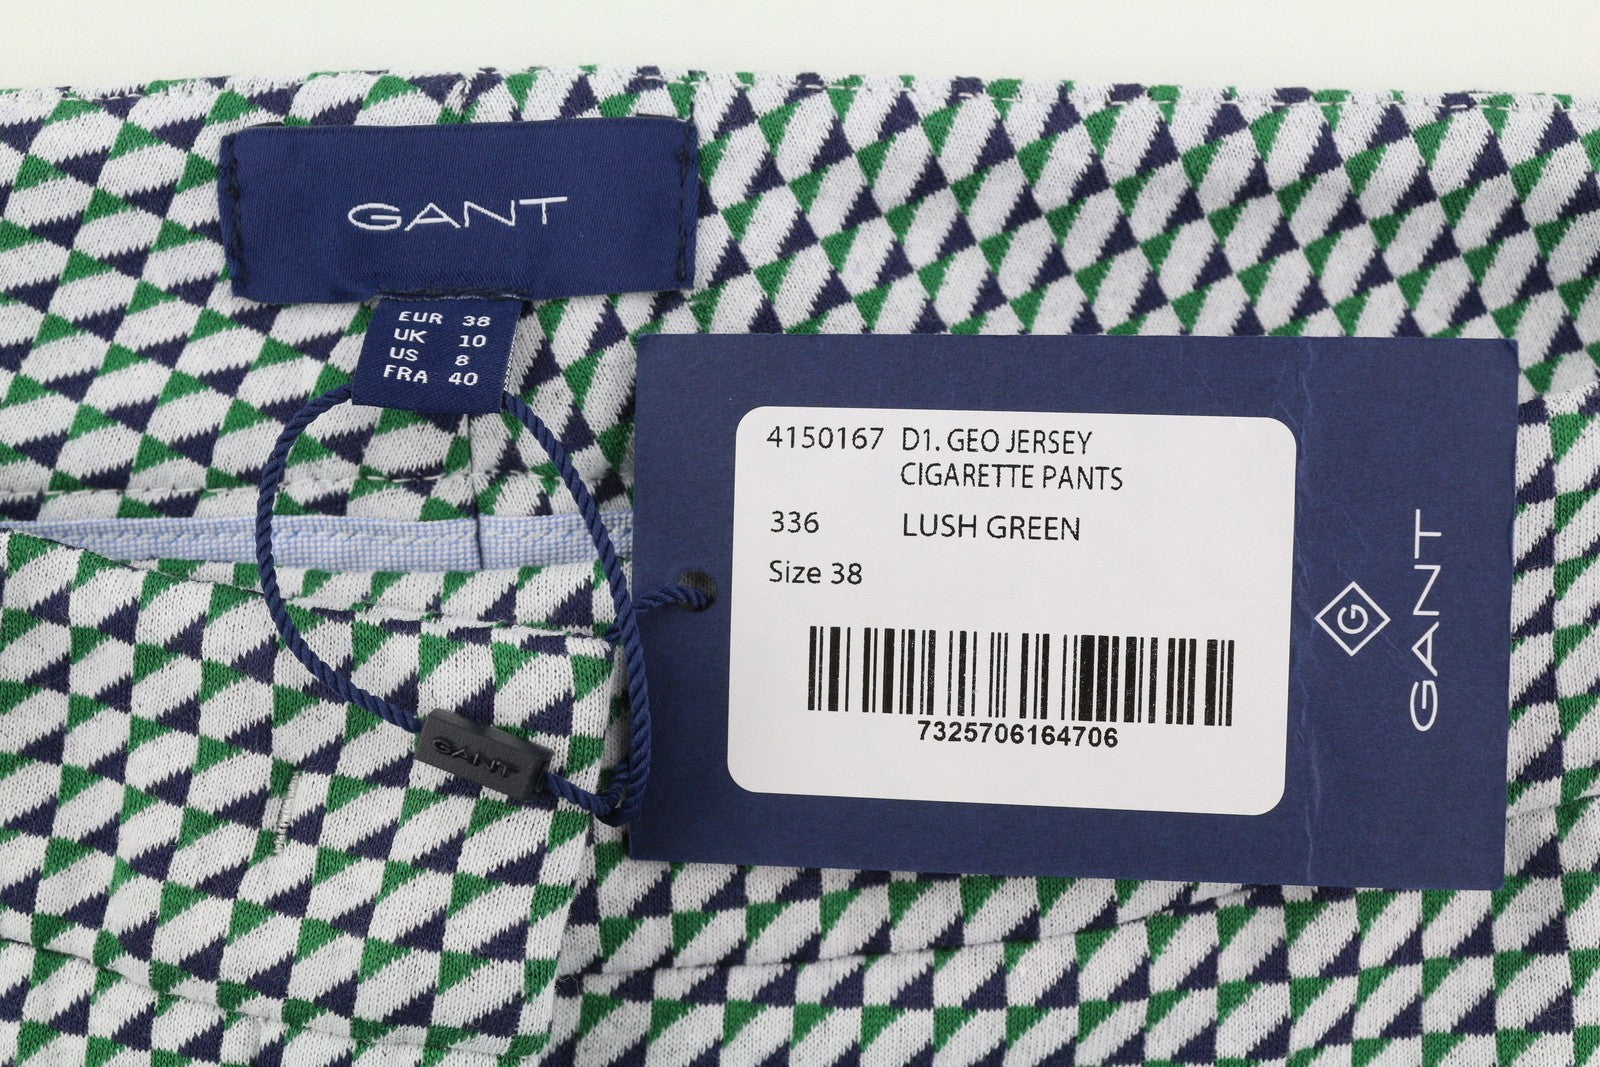 GANT
EUR 38
UK 10
US 8
FRA 40
4150167 D1. GEO JERSEY
CIGARETTE PANTS
336 LUSH GREEN
Size 38
7325706164706
G
GANT
GANT